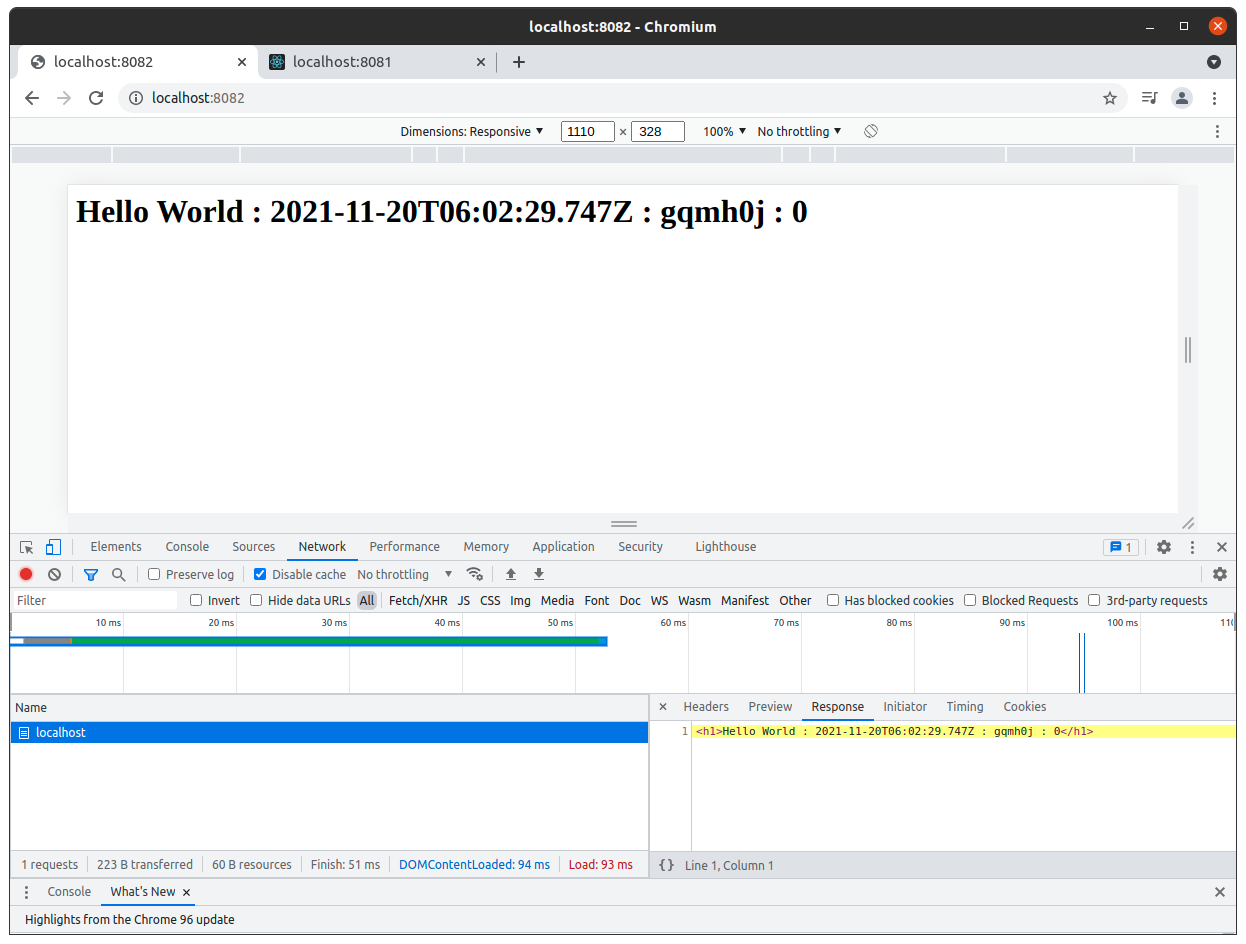 localhost:8082 - Chromium
localhost:8082
localhost:8081
localhost:8082
Dimensions: Responsive 1110 × 328 100% No throttling
Hello World : 2021-11-20T06:02:29.747Z : gqmh0j : 0
Elements Console Sources Network Performance Memory Application Security Lighthouse 1
Preserve log Disable cache No throttling
Filter Invert Hide data URLs All Fetch/XHR JS CSS Img Media Font Doc WS Wasm Manifest Other Has blocked cookies Blocked Requests 3rd-party requests
10 ms 20 ms 30 ms 40 ms 50 ms 60 ms 70 ms 80 ms 90 ms 100 ms 110
Name
localhost
Headers Preview Response Initiator Timing Cookies
1 <h1>Hello World : 2021-11-20T06:02:29.747Z : gqmh0j : 0</h1>
1 requests 223 B transferred 60 B resources Finish: 51 ms DOMContentLoaded: 94 ms Load: 93 ms
{} Line 1, Column 1
Console What's New
Highlights from the Chrome 96 update